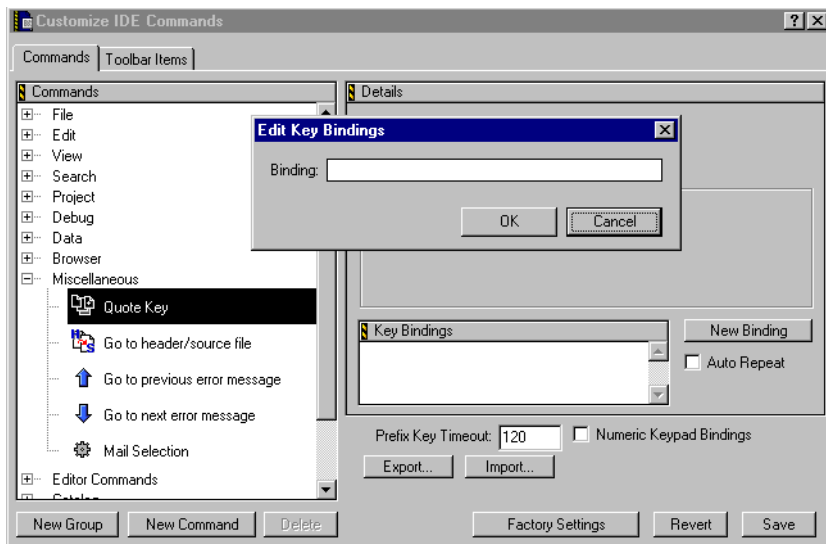 Customize IDE Commands
Commands
Toolbar Items
Commands
File
Edit
View
Search
Project
Debug
Data
Browser
Miscellaneous
Quote Key
Go to header/source file
Go to previous error message
Go to next error message
Mail Selection
Editor Commands
New Group
New Command
Delete
Details
Edit Key Bindings
Binding:
OK
Cancel
Key Bindings
New Binding
Auto Repeat
Prefix Key Timeout: 120
Numeric Keypad Bindings
Export...
Import...
Factory Settings
Revert
Save